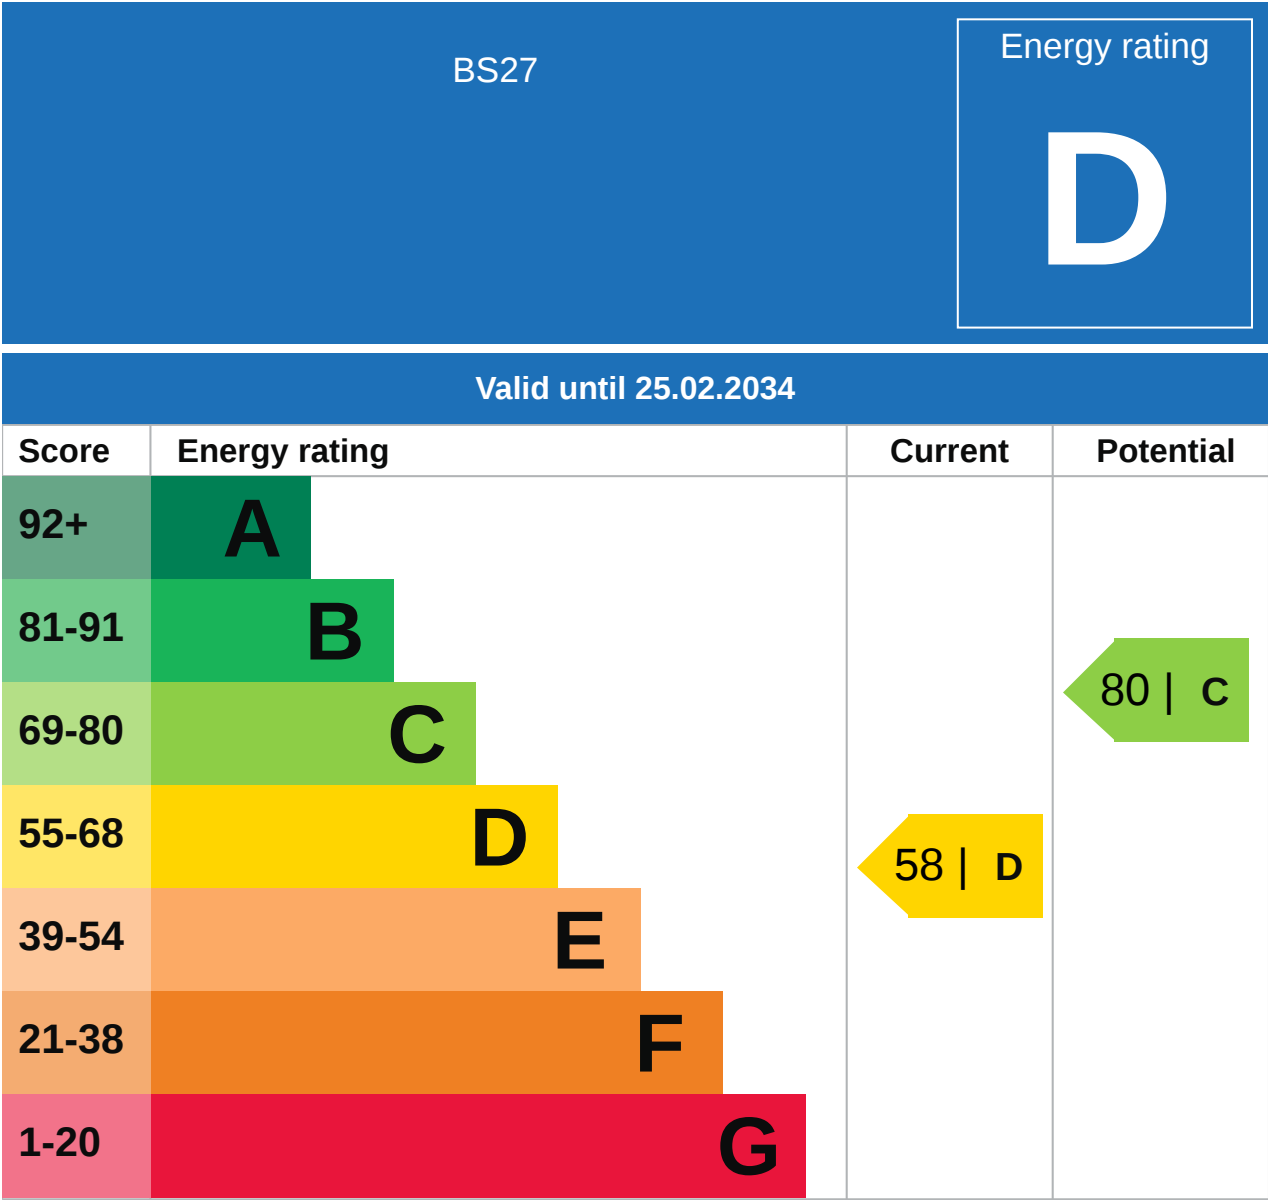 BS27
Energy rating
D
Valid until 25.02.2034
Score Energy rating Current Potential
92+ A
81-91 B
69-80 C 80 | C
55-68 D 58 | D
39-54 E
21-38 F
1-20 G